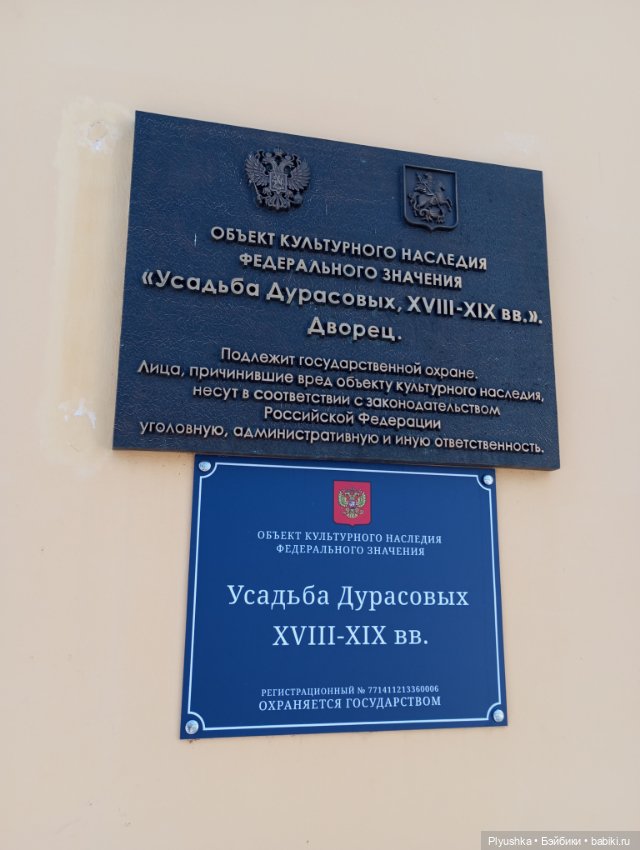 ОБЪЕКТ КУЛЬТУРНОГО НАСЛЕДИЯ
ФЕДЕРАЛЬНОГО ЗНАЧЕНИЯ
«Усадьба Дурасовых, XVIII-XIX вв.».
Дворец.
Подлежит государственной охране.
Лица, причинившие вред объекту культурного наследия,
несут в соответствии с законодательством
Российской Федерации
уголовную, административную и иную ответственность.
ОБЪЕКТ КУЛЬТУРНОГО НАСЛЕДИЯ
ФЕДЕРАЛЬНОГО ЗНАЧЕНИЯ
Усадьба Дурасовых
XVIII-XIX вв.
РЕГИСТРАЦИОННЫЙ № 771411213360006
ОХРАНЯЕТСЯ ГОСУДАРСТВОМ
Plyushka • Бэйбики • babiki.ru